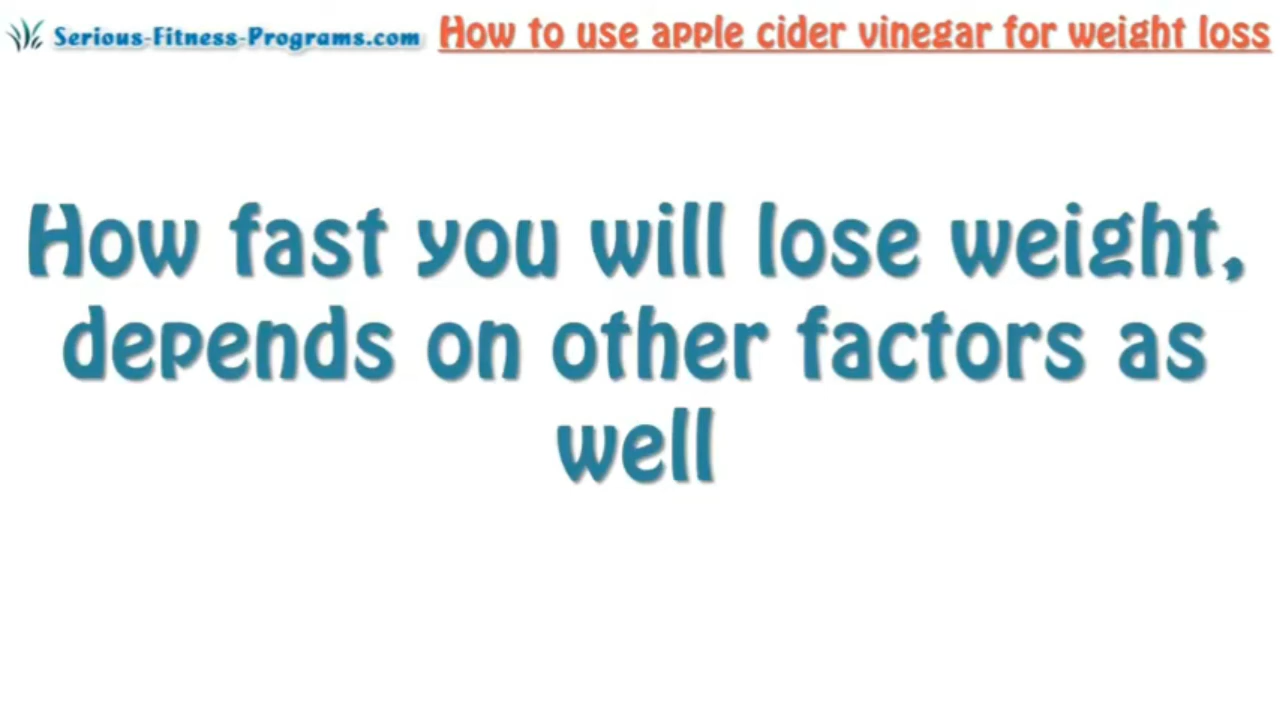 Serious-Fitness-Programs.com How to use apple cider vinegar for weight loss
How fast you will lose weight,
depends on other factors as
well